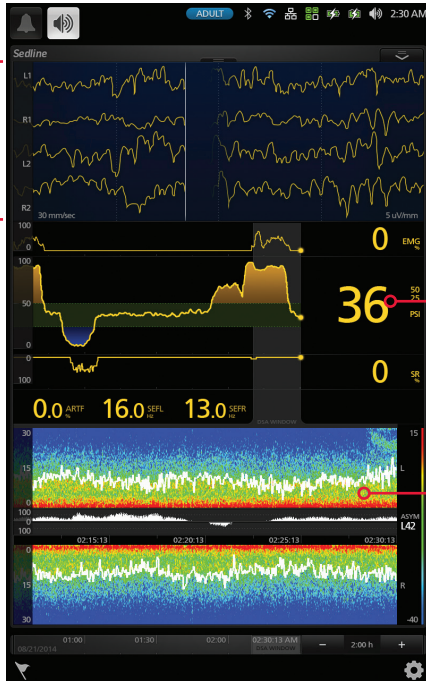 ADULT 2:30 AM
Sedline
L1
R1
L2
R2
30 mm/sec 5 uV/mm
100
0
0 EMG %
100
50
0
36 50 25 PSI
0
100
0 SR %
0.0 ARTF % 16.0 SEFL Hz 13.0 SEFR Hz
DSA WINDOW
30 15
15 L
0
100 ASYM
0 L42
100
02:15:13 02:20:13 02:25:13 02:30:13
0
15 R
30 -40
01:00 01:30 02:00 02:30:13 AM - 2:00 h +
08/21/2014 DSA WINDOW